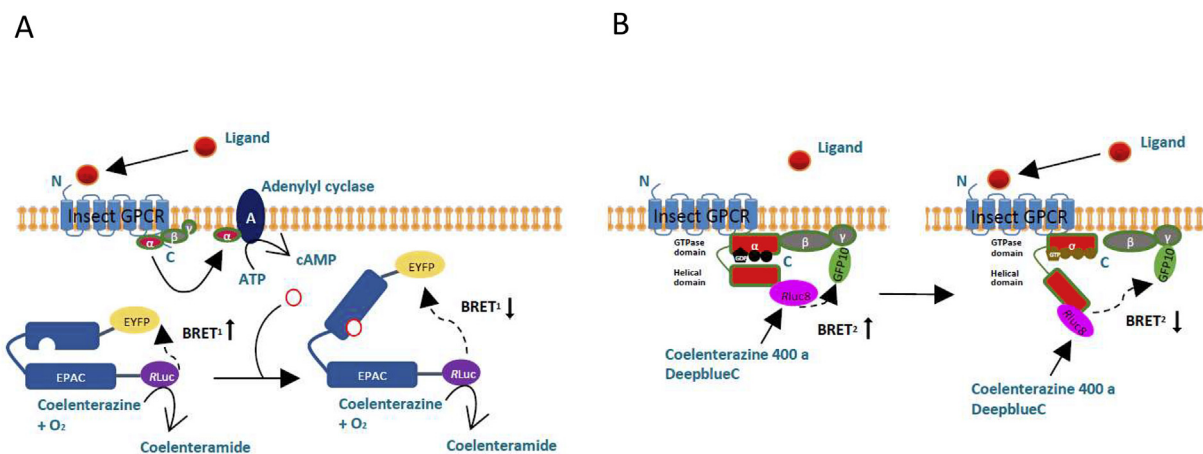 A
Ligand
N
Adenylyl cyclase
Insect GPCR
A
α
β
γ
α
C
ATP
cAMP
EYFP
EYFP
BRET¹
BRET¹
EPAC
RLuc
EPAC
RLuc
Coelenterazine
+ O₂
Coelenteramide
Coelenterazine
+ O₂
Coelenteramide
B
Ligand
N
Insect GPCR
GTPase
domain
α
β
γ
GDP
C
Helical
domain
GFP10
Rluc8
BRET²
Coelenterazine 400 a
DeepblueC
Ligand
N
Insect GPCR
GTPase
domain
α
β
γ
GTP
C
Helical
domain
GFP10
Rluc8
BRET²
Coelenterazine 400 a
DeepblueC